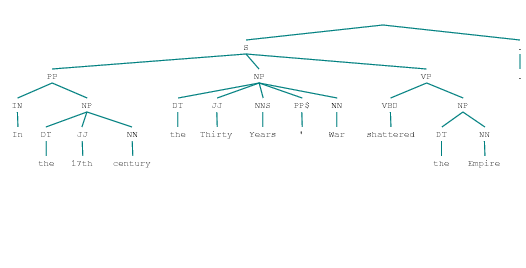 S
PP NP VP
IN NP DT JJ NNS PP$ NN VBD NP
In DT JJ NN the Thirty Years ' War shattered DT NN
the 17th century the Empire